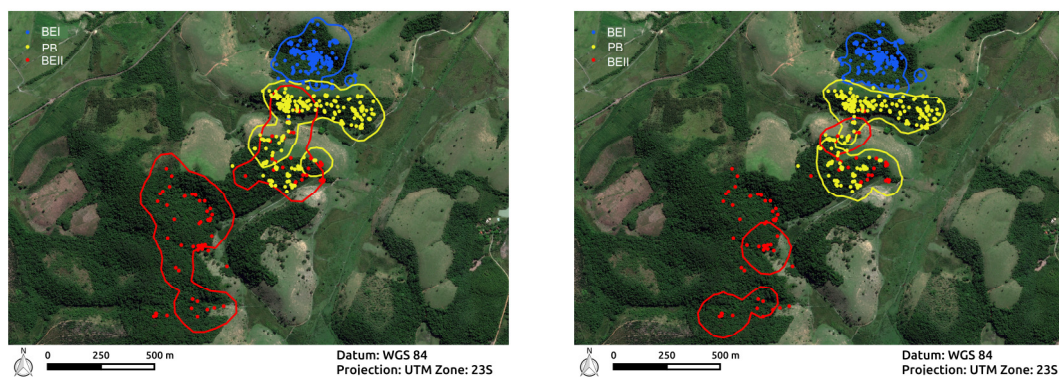 BEI
PB
BEII
N
0 250 500 m
Datum: WGS 84
Projection: UTM Zone: 23S
BEI
PB
BEII
N
0 250 500 m
Datum: WGS 84
Projection: UTM Zone: 23S